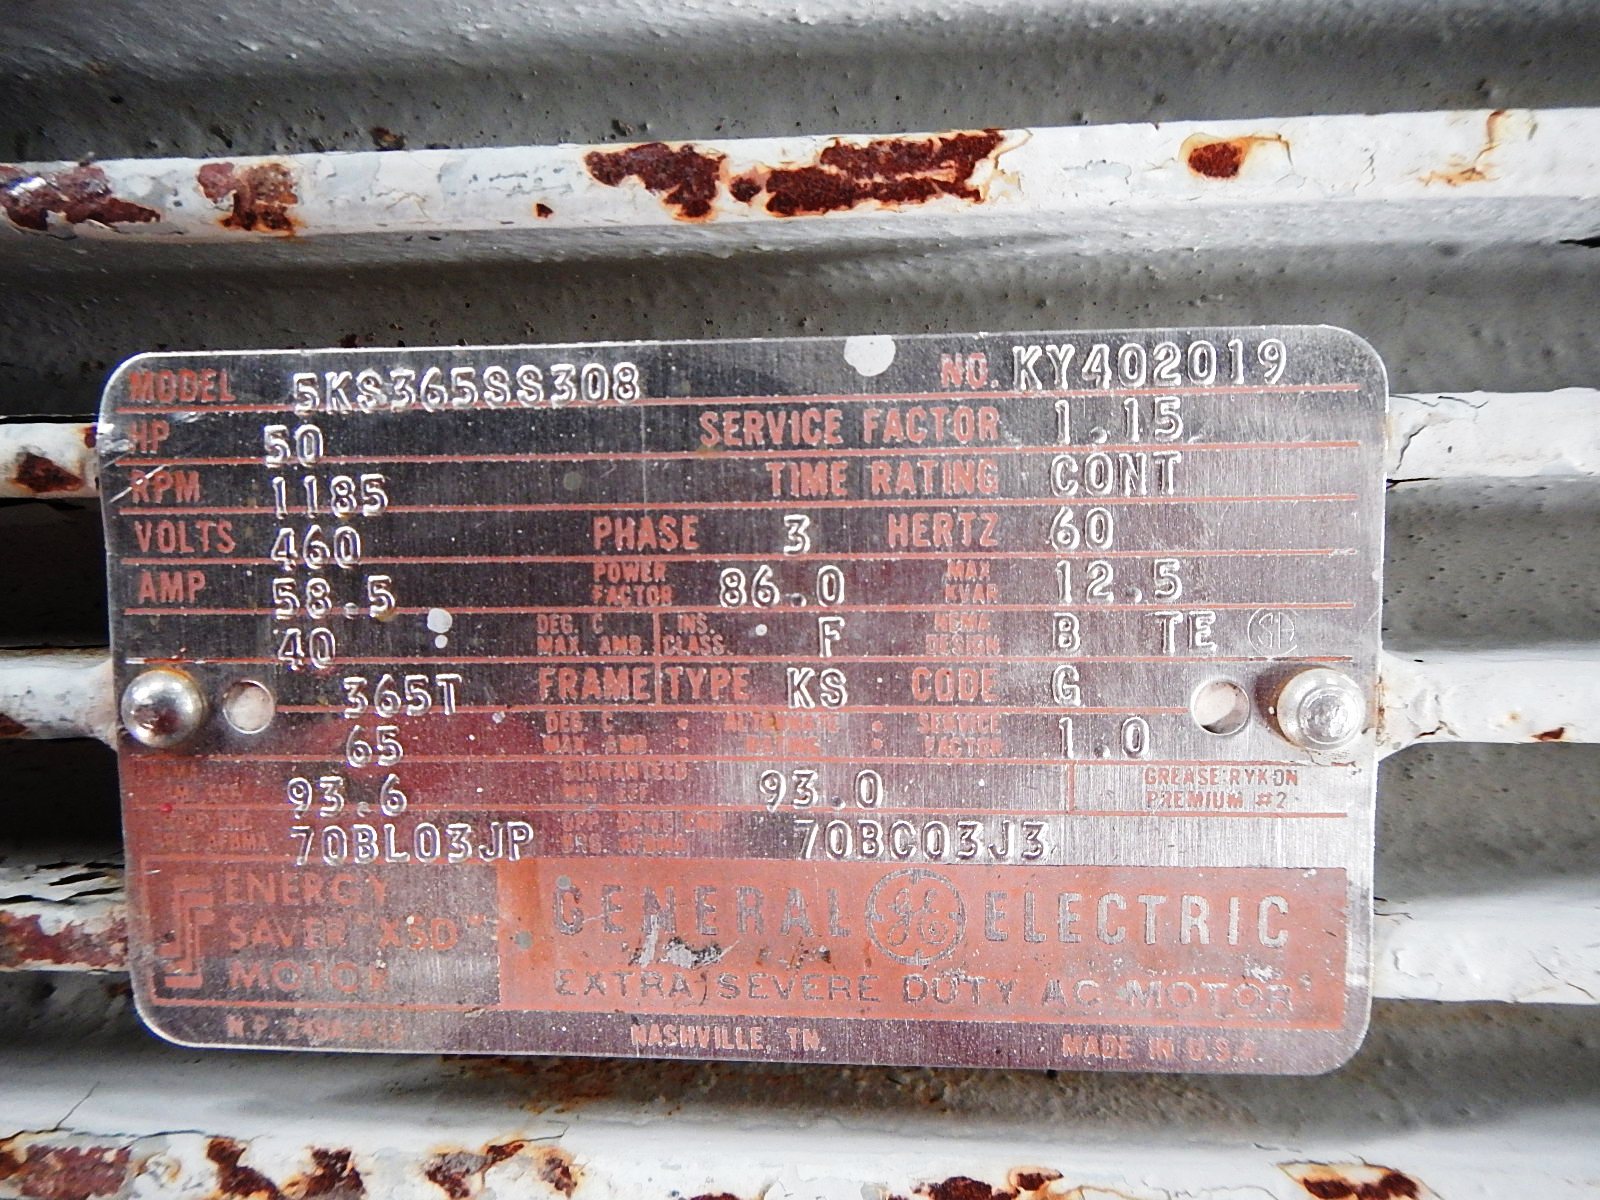 MODEL 5KS365SS308 NO. KY402019
HP 50 SERVICE FACTOR 1.15
RPM 1185 TIME RATING CONT
VOLTS 460 PHASE 3 HERTZ 60
AMP 58.5 POWER FACTOR 86.0 MAX KVAR 12.5
40 DEG. C MAX. AMB. INS. CLASS. F NEMA DESIGN B TE
365T FRAME TYPE KS CODE G
65 DEG. C MAX. AMB. : ALTERNATE RATING : SERVICE FACTOR 1.0
93.6 GUARANTEED 93.0 GREASE:RYKON PREMIUM #2
70BL03JP 70BC03J3
ENERGY SAVER "XSD" MOTOR
GENERAL GE ELECTRIC
EXTRA SEVERE DUTY AC MOTOR
N.P. NASHVILLE, TN. MADE IN U.S.A.